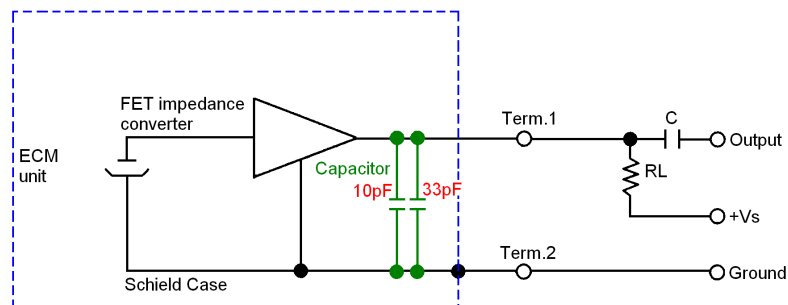 FET impedance
converter
Term.1
C
Output
ECM
unit
Capacitor
10pF
33pF
RL
+Vs
Term.2
Ground
Schield Case